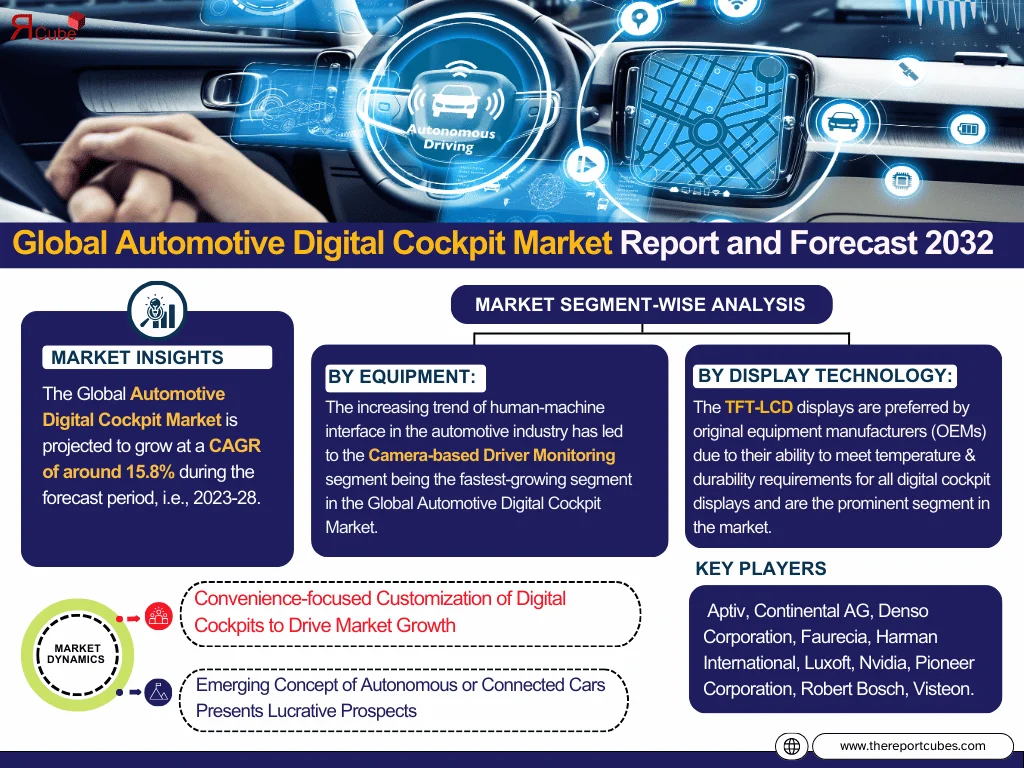 ЯCube
Autonomous
Driving
Global Automotive Digital Cockpit Market Report and Forecast 2032
MARKET SEGMENT-WISE ANALYSIS
MARKET INSIGHTS
The Global Automotive
Digital Cockpit Market is
projected to grow at a CAGR
of around 15.8% during the
forecast period, i.e., 2023-28.
BY EQUIPMENT:
The increasing trend of human-machine
interface in the automotive industry has led
to the Camera-based Driver Monitoring
segment being the fastest-growing segment
in the Global Automotive Digital Cockpit
Market.
BY DISPLAY TECHNOLOGY:
The TFT-LCD displays are preferred by
original equipment manufacturers (OEMs)
due to their ability to meet temperature &
durability requirements for all digital cockpit
displays and are the prominent segment in
the market.
MARKET
DYNAMICS
Convenience-focused Customization of Digital
Cockpits to Drive Market Growth
Emerging Concept of Autonomous or Connected Cars
Presents Lucrative Prospects
KEY PLAYERS
Aptiv, Continental AG, Denso
Corporation, Faurecia, Harman
International, Luxoft, Nvidia, Pioneer
Corporation, Robert Bosch, Visteon.
www.thereportcubes.com